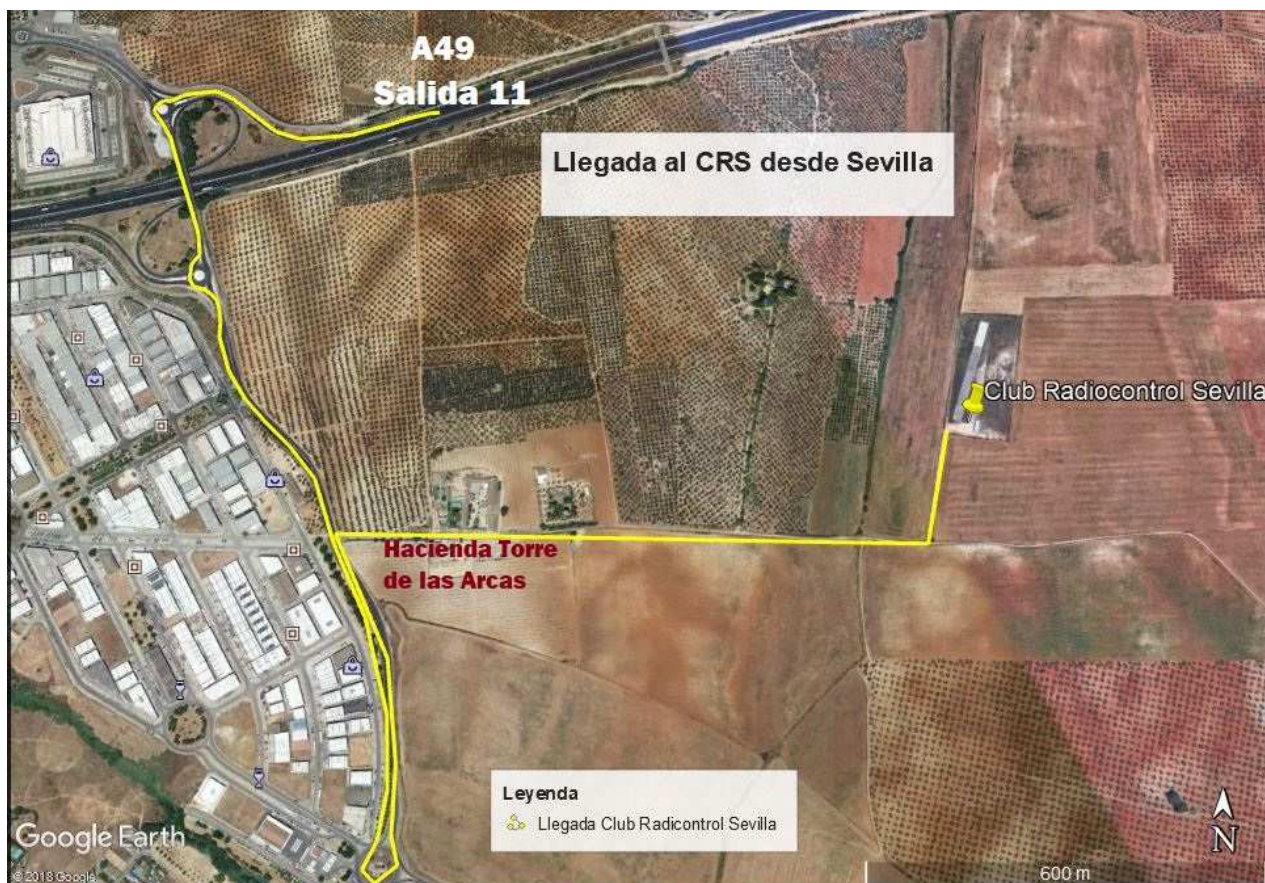 A49
Salida 11
Llegada al CRS desde Sevilla
Club Radiocontrol Sevilla
Hacienda Torre
de las Arcas
Leyenda
Llegada Club Radicontrol Sevilla
Google Earth
© 2018 Google
N
600 m